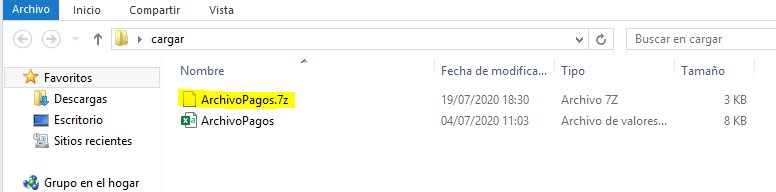 Archivo Inicio Compartir Vista
cargar Buscar en cargar
Favoritos Nombre Fecha de modifica... Tipo Tamaño
Descargas ArchivoPagos.7z 19/07/2020 18:30 Archivo 7Z 3 KB
Escritorio ArchivoPagos 04/07/2020 11:03 Archivo de valores... 8 KB
Sitios recientes
Grupo en el hogar